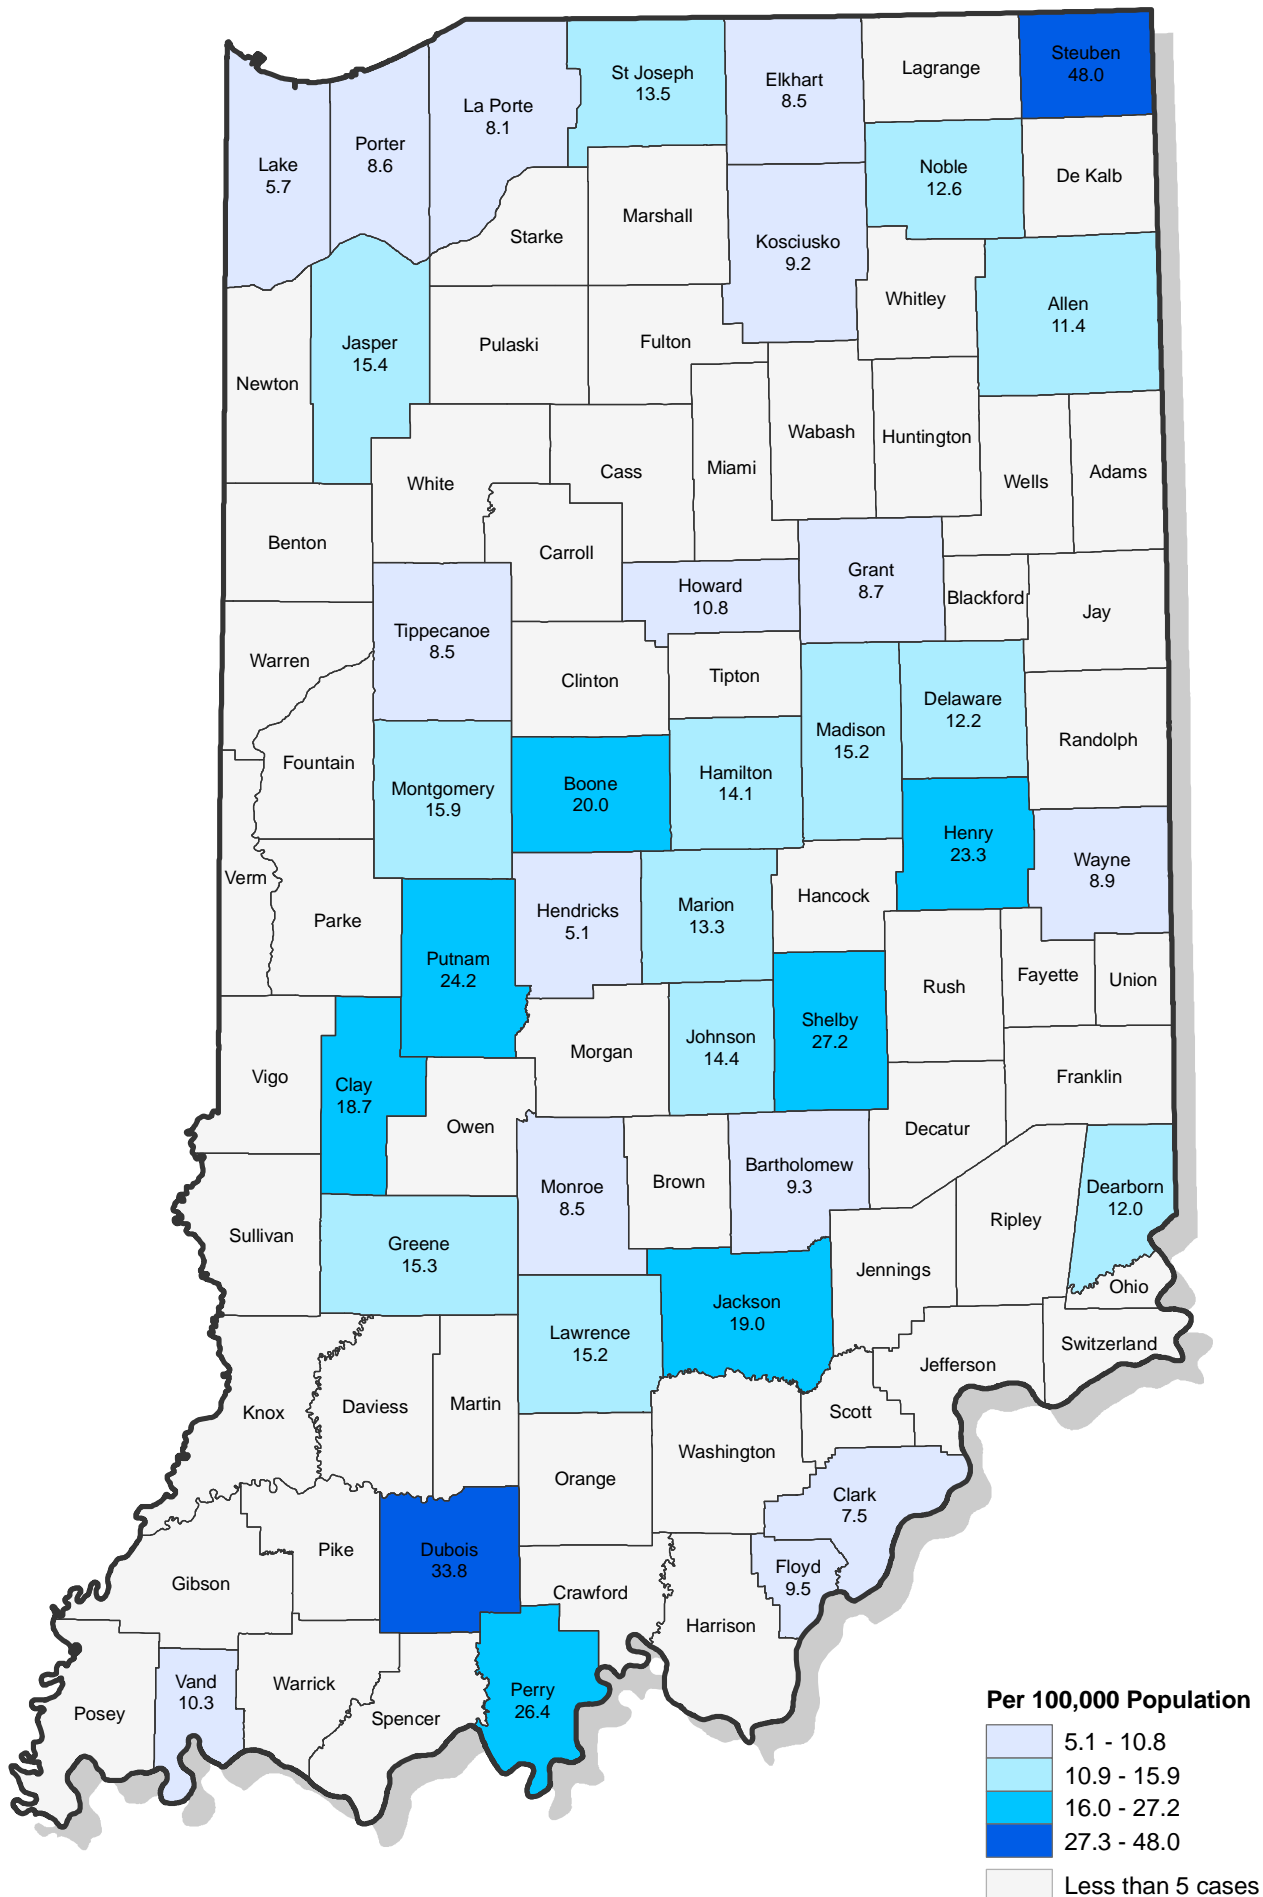 Steuben
48.0
Lagrange
St Joseph
13.5
Elkhart
8.5
La Porte
8.1
Porter
8.6
Lake
5.7
Noble
12.6
De Kalb
Marshall
Starke
Kosciusko
9.2
Whitley
Allen
11.4
Jasper
15.4
Pulaski
Fulton
Newton
Wabash
Huntington
Miami
Cass
White
Wells
Adams
Benton
Carroll
Grant
8.7
Howard
10.8
Blackford
Jay
Tippecanoe
8.5
Warren
Clinton
Tipton
Delaware
12.2
Madison
15.2
Randolph
Fountain
Montgomery
15.9
Boone
20.0
Hamilton
14.1
Henry
23.3
Wayne
8.9
Verm
Parke
Hendricks
5.1
Marion
13.3
Hancock
Putnam
24.2
Rush
Fayette
Union
Shelby
27.2
Johnson
14.4
Morgan
Vigo
Clay
18.7
Franklin
Owen
Decatur
Monroe
8.5
Brown
Bartholomew
9.3
Dearborn
12.0
Ripley
Sullivan
Greene
15.3
Jennings
Ohio
Jackson
19.0
Lawrence
15.2
Switzerland
Jefferson
Knox
Daviess
Martin
Scott
Washington
Orange
Clark
7.5
Pike
Dubois
33.8
Floyd
9.5
Gibson
Crawford
Harrison
Vand
10.3
Warrick
Posey
Spencer
Perry
26.4
Per 100,000 Population
5.1 - 10.8
10.9 - 15.9
16.0 - 27.2
27.3 - 48.0
Less than 5 cases